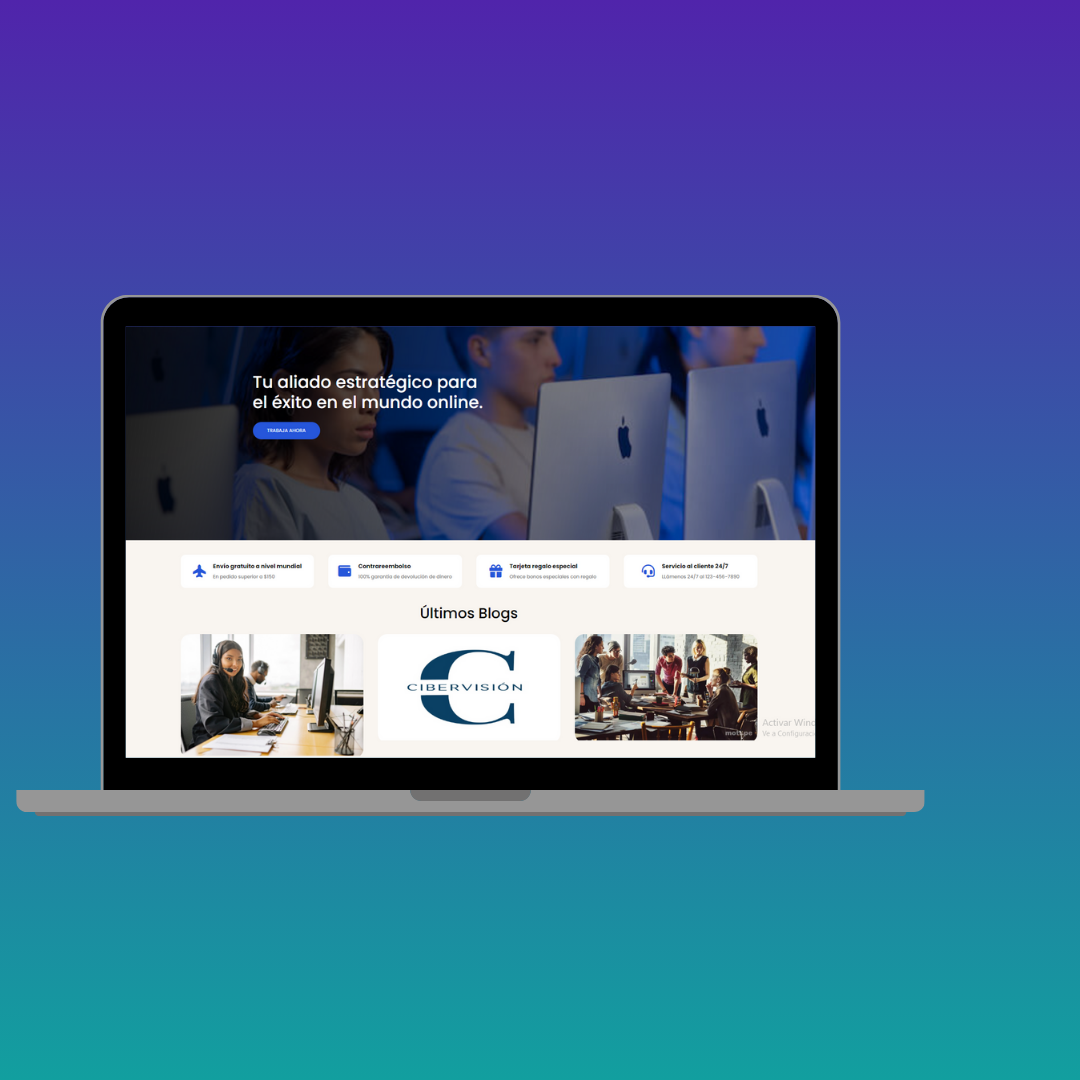 Tu aliado estratégico para
el éxito en el mundo online.
TRABAJA AHORA
Envío gratuito a nivel mundial
En pedido superior a $150
Contrareembolso
100% garantía de devolución de dinero
Tarjeta regalo especial
Ofrece bonos especiales con regalo
Servicio al cliente 24/7
LLámenos 24/7 al 123-456-7890
Últimos Blogs
CIBERVISIÓN
Activar Wind
Ve a Configuraci